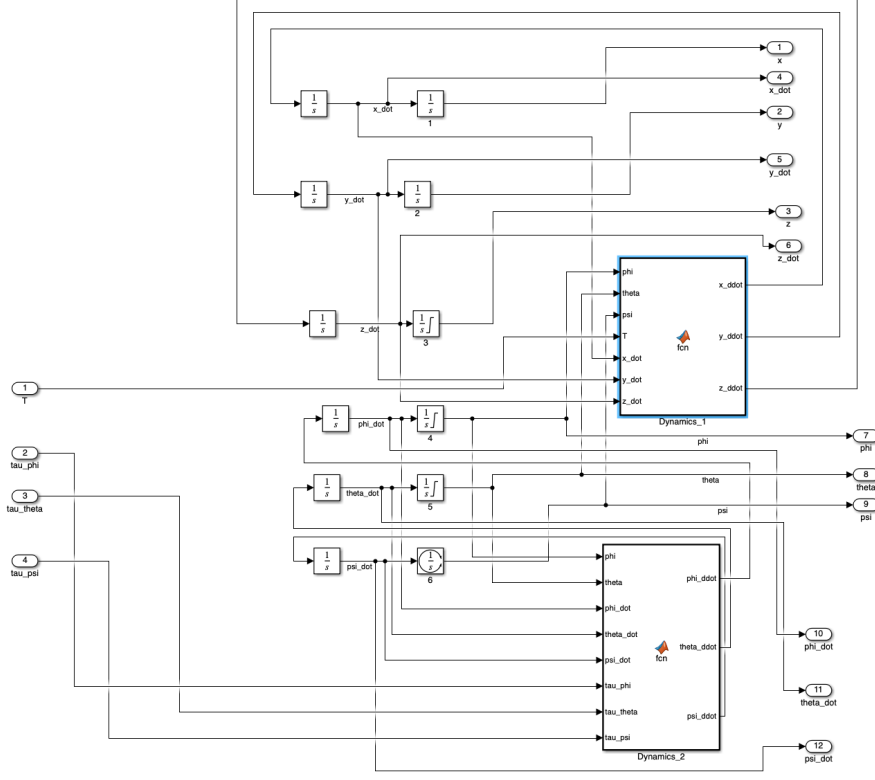 1
x
4
x_dot
1
s
x_dot
1
s
1
2
y
5
y_dot
1
s
y_dot
1
s
2
3
z
6
z_dot
1
s
z_dot
1
s
3
phi
theta
psi
T
x_dot
y_dot
z_dot
fcn
x_ddot
y_ddot
z_ddot
Dynamics_1
1
T
1
s
phi_dot
1
s
4
phi
7
phi
2
tau_phi
1
s
theta_dot
1
s
5
theta
8
theta
3
tau_theta
psi
9
psi
4
tau_psi
1
s
psi_dot
1
s
6
phi
theta
phi_dot
theta_dot
psi_dot
tau_phi
tau_theta
tau_psi
fcn
phi_ddot
theta_ddot
psi_ddot
Dynamics_2
10
phi_dot
11
theta_dot
12
psi_dot